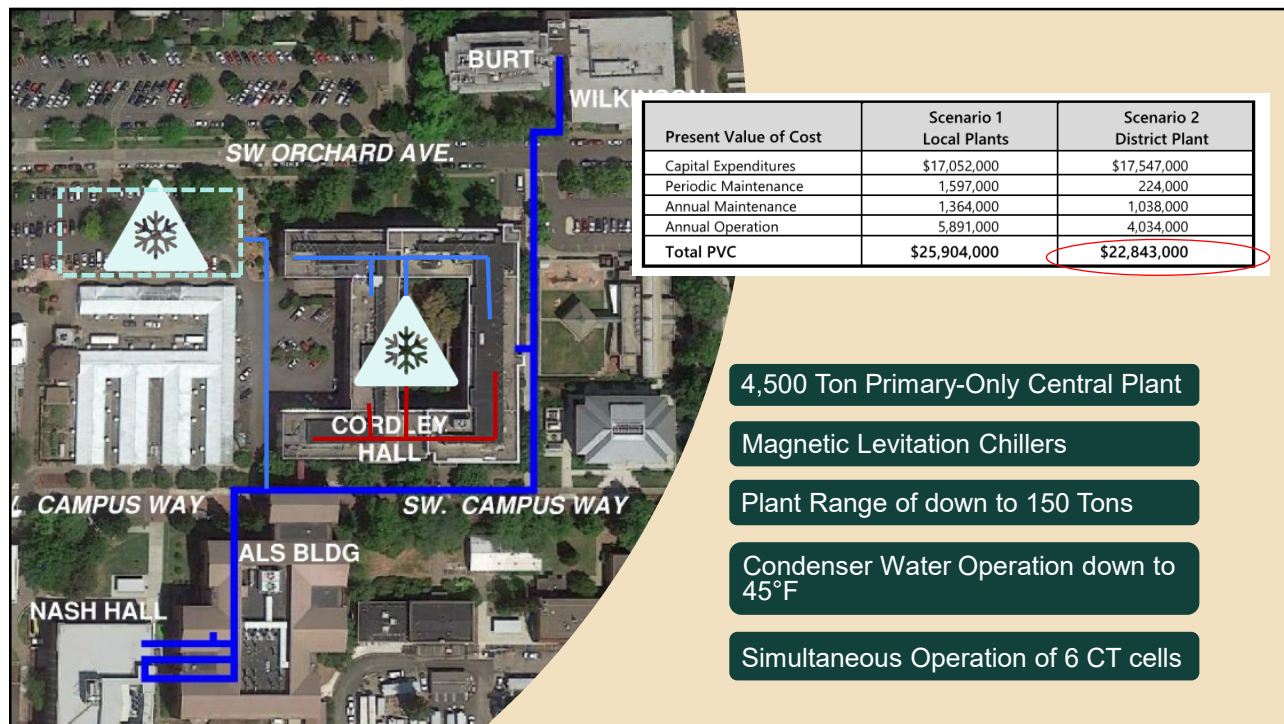 BURT
WILKINSON
SW ORCHARD AVE.
CORDLEY
HALL
CAMPUS WAY
SW. CAMPUS WAY
ALS BLDG
NASH HALL
Present Value of Cost Scenario 1 Local Plants Scenario 2 District Plant
Capital Expenditures $17,052,000 $17,547,000
Periodic Maintenance 1,597,000 224,000
Annual Maintenance 1,364,000 1,038,000
Annual Operation 5,891,000 4,034,000
Total PVC $25,904,000 $22,843,000
4,500 Ton Primary-Only Central Plant
Magnetic Levitation Chillers
Plant Range of down to 150 Tons
Condenser Water Operation down to
45°F
Simultaneous Operation of 6 CT cells